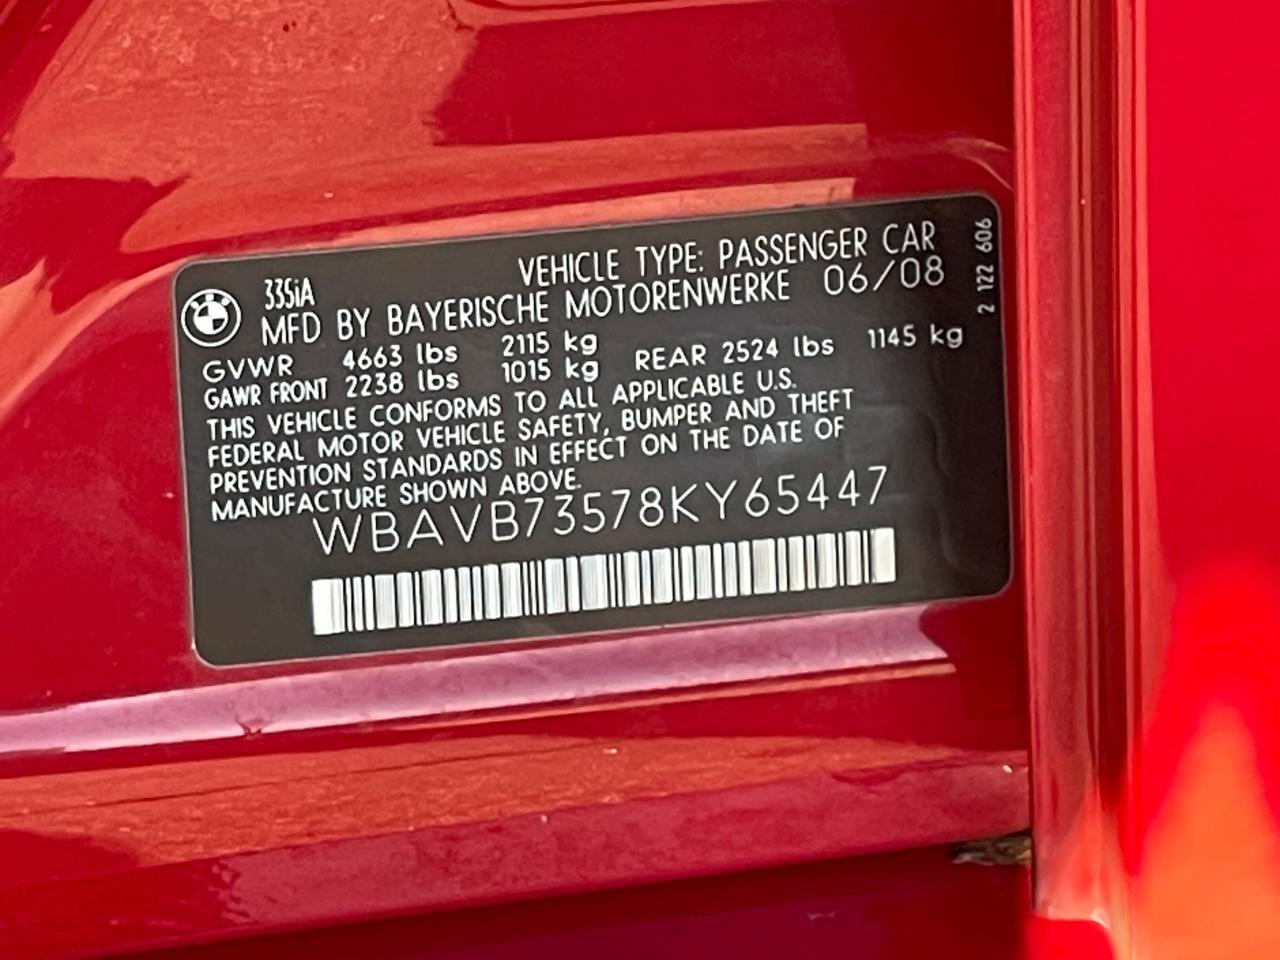 335iA
VEHICLE TYPE: PASSENGER CAR
MFD BY BAYERISCHE MOTORENWERKE 06/08
GVWR 4663 lbs 2115 kg
GAWR FRONT 2238 lbs 1015 kg REAR 2524 lbs 1145 kg
THIS VEHICLE CONFORMS TO ALL APPLICABLE U.S.
FEDERAL MOTOR VEHICLE SAFETY, BUMPER AND THEFT
PREVENTION STANDARDS IN EFFECT ON THE DATE OF
MANUFACTURE SHOWN ABOVE.
WBAVB73578KY65447
2 122 606